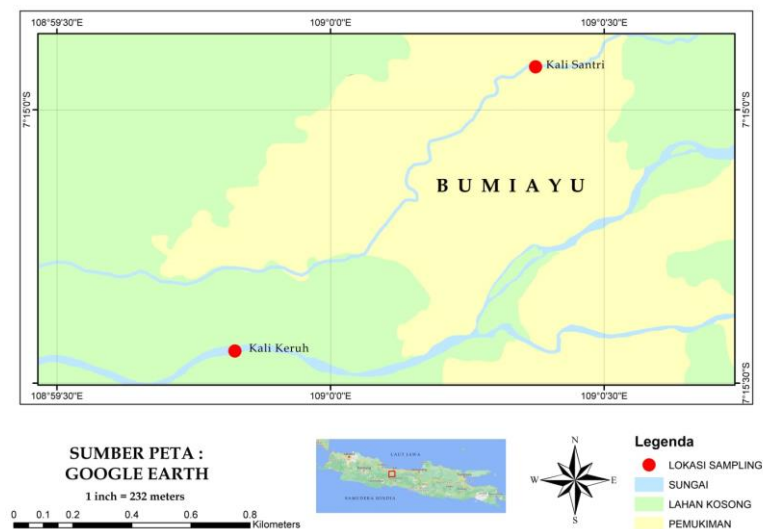 108°59'30"E 109°0'0"E 109°0'30"E
Kali Santri
7°15'0"S 7°15'0"S
BUMIAYU
Kali Keruh
7°15'30"S
108°59'30"E 109°0'0"E 109°0'30"E
SUMBER PETA :
GOOGLE EARTH
1 inch = 232 meters
0 0.1 0.2 0.4 0.6 0.8
Kilometers
LAUT JAWA
SAMUDERA HINDIA
N
W E
S
Legenda
LOKASI SAMPLING
SUNGAI
LAHAN KOSONG
PEMUKIMAN